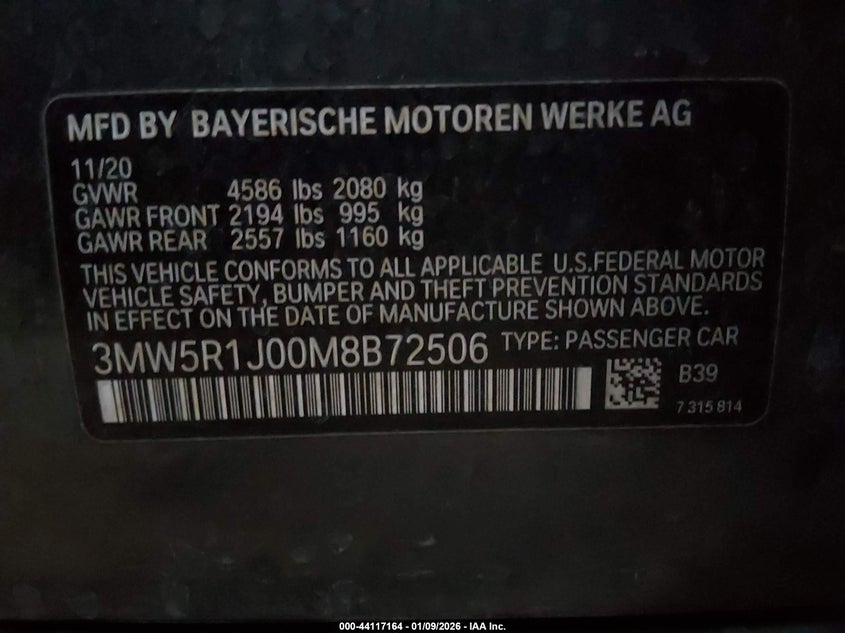 MFD BY BAYERISCHE MOTOREN WERKE AG
11/20
GVWR 4586 lbs 2080 kg
GAWR FRONT 2194 lbs 995 kg
GAWR REAR 2557 lbs 1160 kg
THIS VEHICLE CONFORMS TO ALL APPLICABLE U.S.FEDERAL MOTOR
VEHICLE SAFETY, BUMPER AND THEFT PREVENTION STANDARDS
IN EFFECT ON THE DATE OF MANUFACTURE SHOWN ABOVE.
3MW5R1J00M8B72506 TYPE: PASSENGER CAR
B39
7 315 814
000-44117164 - 01/09/2026 - IAA Inc.